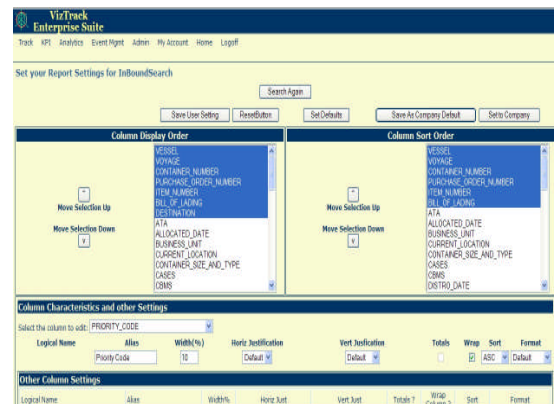 VizTrack
Enterprise Suite
Track KPI Analytics Event Mgmt Admin My Account Home Logoff
Set your Report Settings for InBoundSearch
Search Again
Save User Setting ResetButton Set Defaults Save As Company Default Set to Company
Column Display Order Column Sort Order
VESSEL VESSEL
VOYAGE VOYAGE
CONTAINER_NUMBER CONTAINER_NUMBER
PURCHASE_ORDER_NUMBER PURCHASE_ORDER_NUMBER
ITEM_NUMBER ITEM_NUMBER
BILL_OF_LADING BILL_OF_LADING
DESTINATION ATA
ATA ALLOCATED_DATE
ALLOCATED_DATE BUSINESS_UNIT
BUSINESS_UNIT CURRENT_LOCATION
CURRENT_LOCATION CONTAINER_SIZE_AND_TYPE
CONTAINER_SIZE_AND_TYPE CASES
CASES CBMS
CBMS DISTRO_DATE
^ ^
Move Selection Up Move Selection Up
Move Selection Down Move Selection Down
v v
Column Characteristics and other Settings
Select the column to edit: PRIORITY_CODE
Logical Name Alias Width(%) Horiz Justification Vert Jusfication Totals Wrap Sort Format
Priority Code 10 Default Default ASC Default
Other Column Settings
Logical Name Alias Width% Horiz Just Vert Just Totals ? Wrap Column ? Sort Format